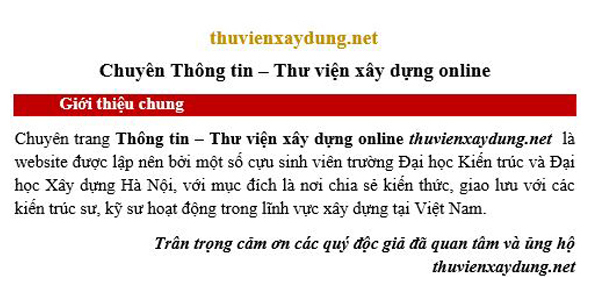 thuvienxaydung.net
Chuyên Thông tin – Thư viện xây dựng online
Giới thiệu chung
Chuyên trang Thông tin – Thư viện xây dựng online thuvienxaydung.net là
website được lập nên bởi một số cựu sinh viên trường Đại học Kiến trúc và Đại
học Xây dựng Hà Nội, với mục đích là nơi chia sẻ kiến thức, giao lưu với các
kiến trúc sư, kỹ sư hoạt động trong lĩnh vực xây dựng tại Việt Nam.
Trân trọng cảm ơn các quý độc giả đã quan tâm và ủng hộ
thuvienxaydung.net